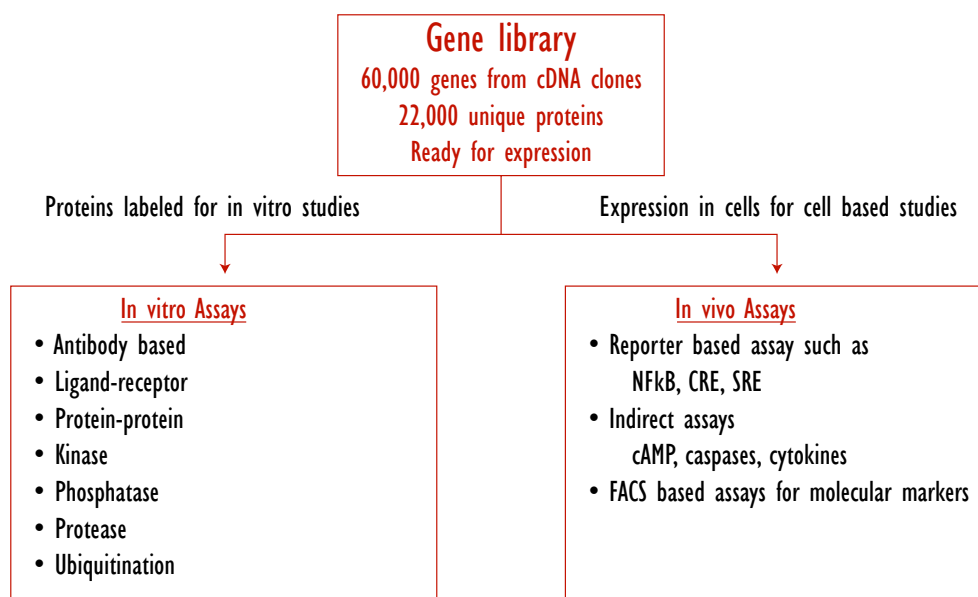 Gene library
60,000 genes from cDNA clones
22,000 unique proteins
Ready for expression
Proteins labeled for in vitro studies
Expression in cells for cell based studies
In vitro Assays
• Antibody based
• Ligand-receptor
• Protein-protein
• Kinase
• Phosphatase
• Protease
• Ubiquitination
In vivo Assays
• Reporter based assay such as
NFkB, CRE, SRE
• Indirect assays
cAMP, caspases, cytokines
• FACS based assays for molecular markers